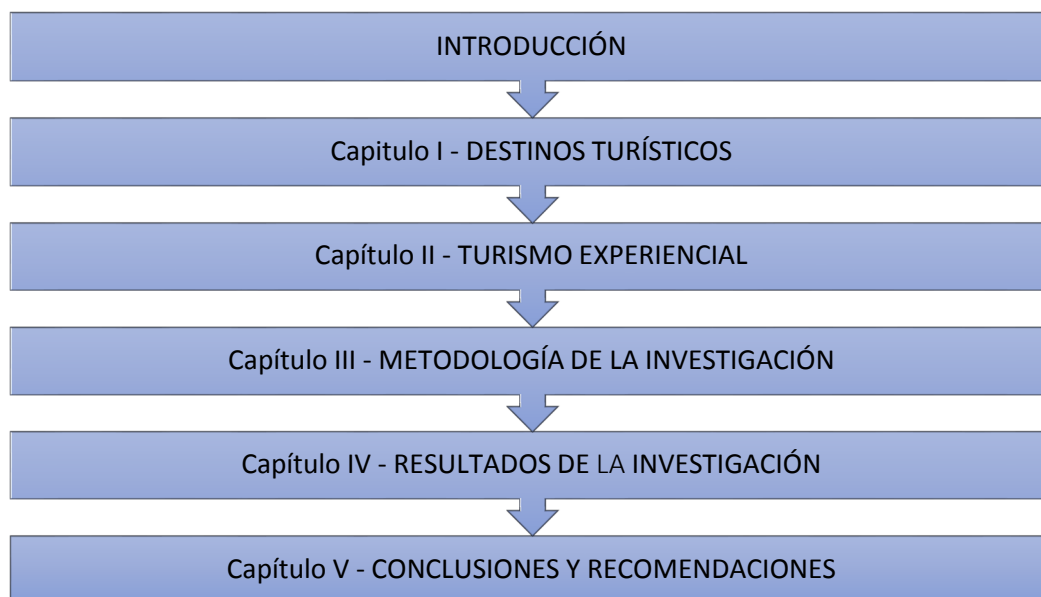 INTRODUCCIÓN
Capitulo I - DESTINOS TURÍSTICOS
Capítulo II - TURISMO EXPERIENCIAL
Capítulo III - METODOLOGÍA DE LA INVESTIGACIÓN
Capítulo IV - RESULTADOS DE LA INVESTIGACIÓN
Capítulo V - CONCLUSIONES Y RECOMENDACIONES